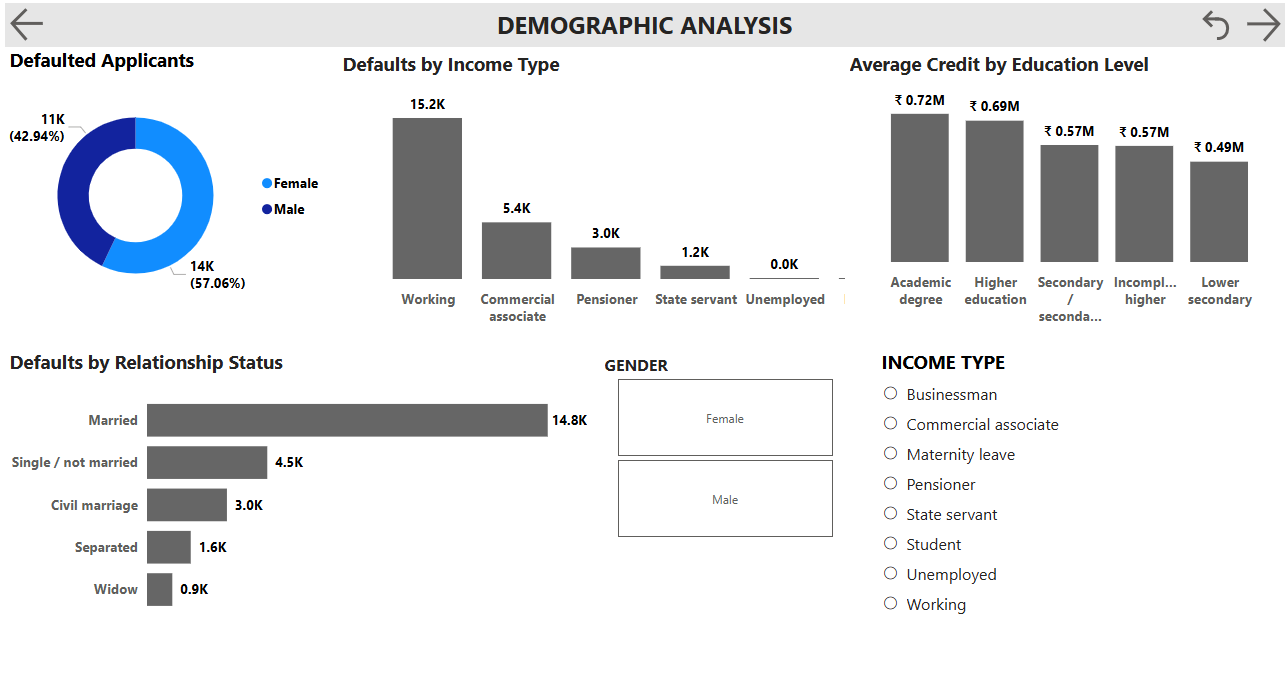 DEMOGRAPHIC ANALYSIS
Defaulted Applicants
11K
(42.94%)
14K
(57.06%)
Female
Male
Defaults by Income Type
15.2K
5.4K
3.0K
1.2K
0.0K
Working
Commercial
associate
Pensioner
State servant
Unemployed
Average Credit by Education Level
₹ 0.72M
₹ 0.69M
₹ 0.57M
₹ 0.57M
₹ 0.49M
Academic
degree
Higher
education
Secondary
/
seconda...
Incompl...
higher
Lower
secondary
Defaults by Relationship Status
Married 14.8K
Single / not married 4.5K
Civil marriage 3.0K
Separated 1.6K
Widow 0.9K
GENDER
Female
Male
INCOME TYPE
Businessman
Commercial associate
Maternity leave
Pensioner
State servant
Student
Unemployed
Working